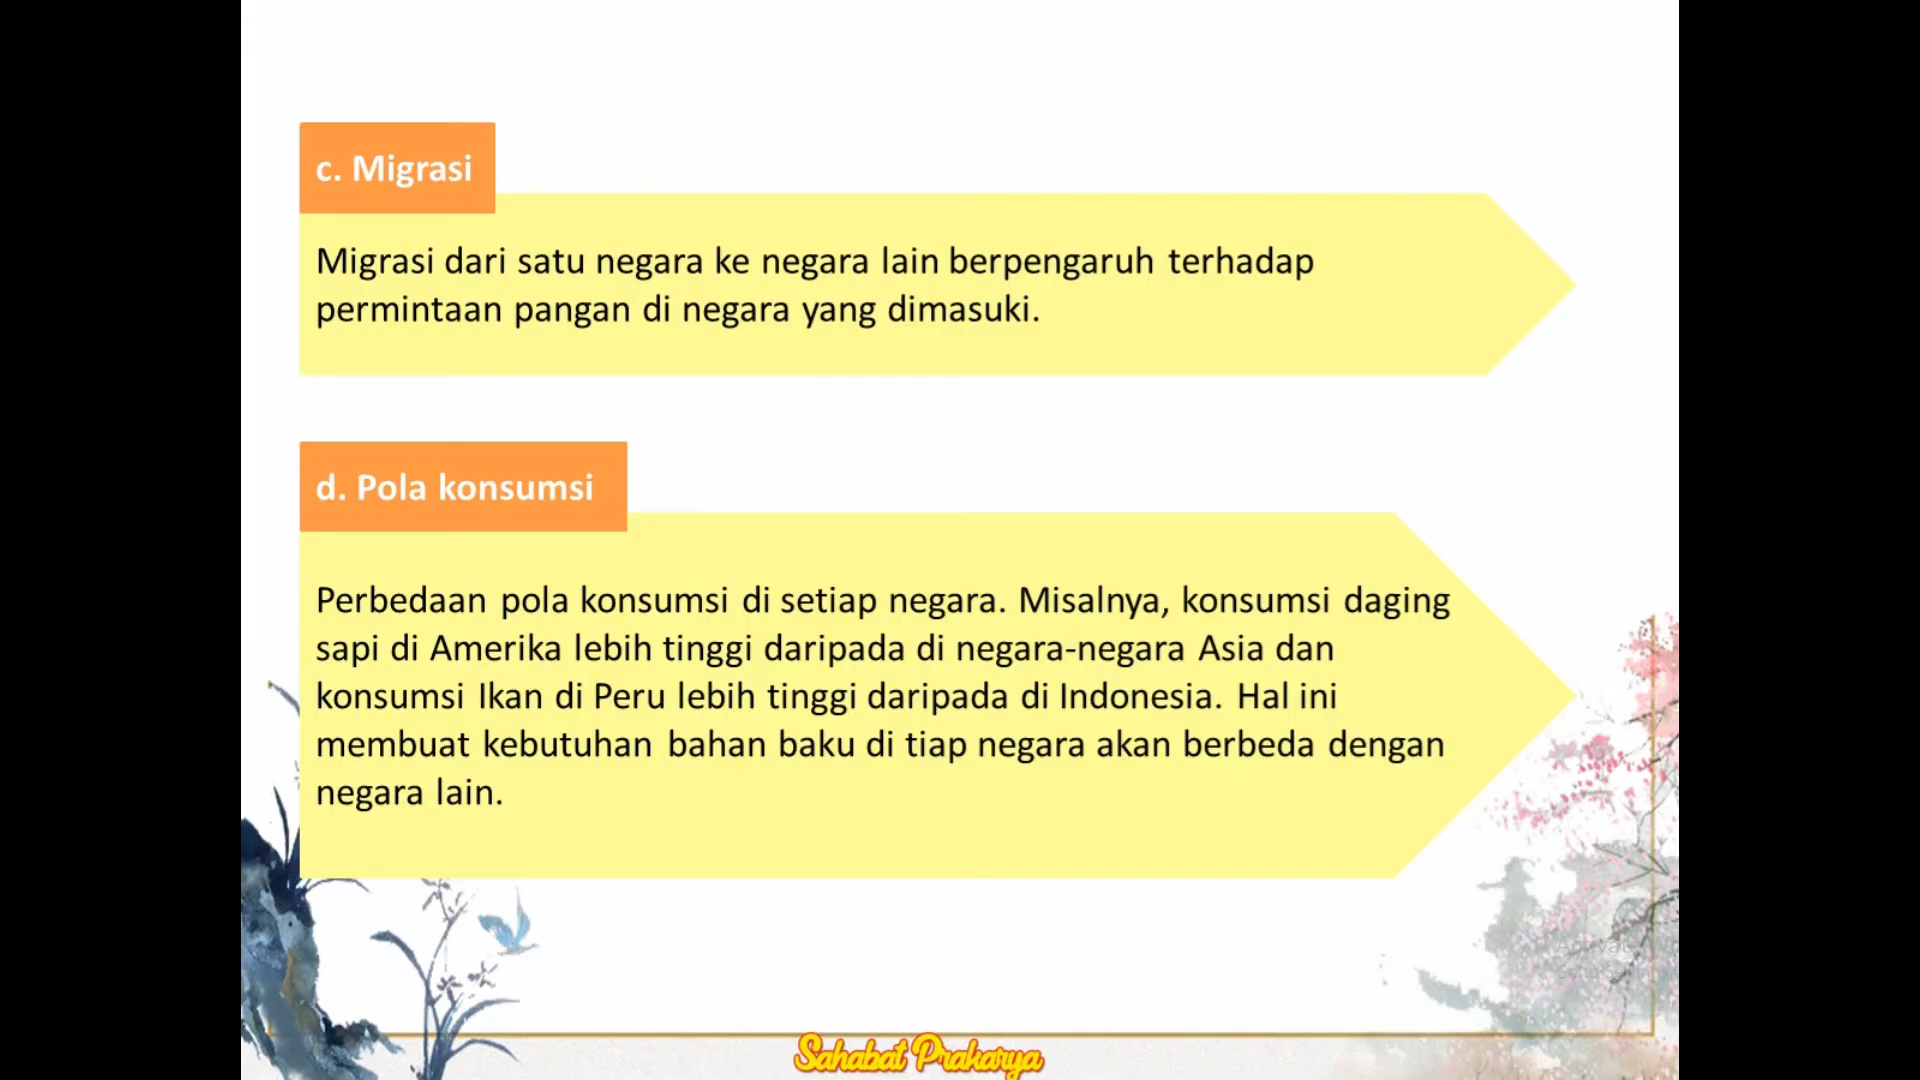 c. Migrasi
Migrasi dari satu negara ke negara lain berpengaruh terhadap
permintaan pangan di negara yang dimasuki.
d. Pola konsumsi
Perbedaan pola konsumsi di setiap negara. Misalnya, konsumsi daging
sapi di Amerika lebih tinggi daripada di negara-negara Asia dan
konsumsi Ikan di Peru lebih tinggi daripada di Indonesia. Hal ini
membuat kebutuhan bahan baku di tiap negara akan berbeda dengan
negara lain.
Sahabat Prakarya